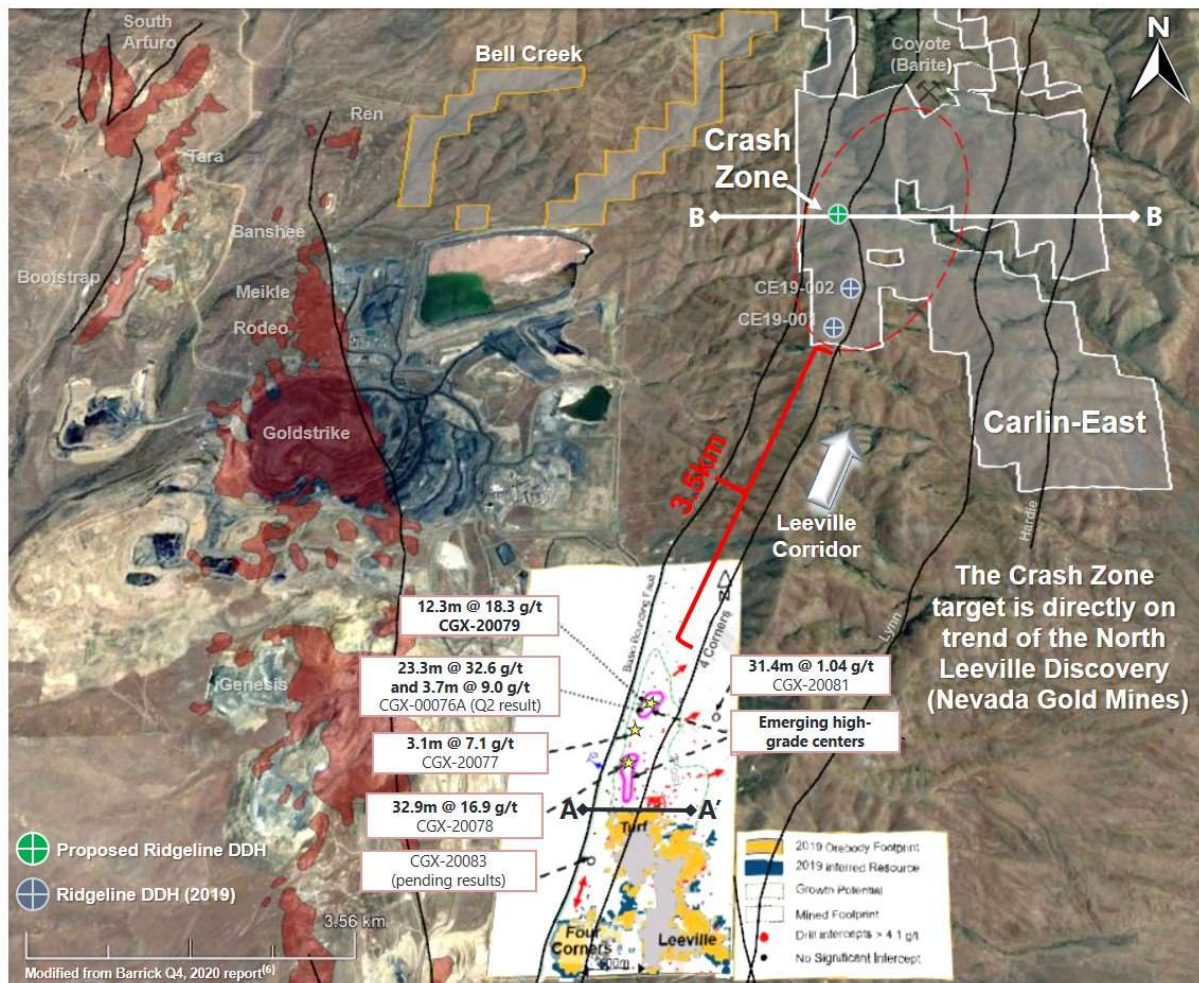 South
Arturo
Bell Creek
Coyote
(Barite)
N
Ren
Crash
Zone
Tara
B
B
Banshee
Bootstrap
CE19-002
Meikle
CE19-001
Rodeo
Carlin-East
Goldstrike
3.5km
Leeville
Corridor
Hardie
Lynn
The Crash Zone
target is directly on
trend of the North
Leeville Discovery
(Nevada Gold Mines)
12.3m @ 18.3 g/t
CGX-20079
Basin Bounding Fault
N
4 Corners
23.3m @ 32.6 g/t
and 3.7m @ 9.0 g/t
CGX-00076A (Q2 result)
31.4m @ 1.04 g/t
CGX-20081
Genesis
Emerging high-
grade centers
3.1m @ 7.1 g/t
CGX-20077
32.9m @ 16.9 g/t
CGX-20078
A
A'
Turf
CGX-20083
(pending results)
Four
Corners
Leeville
Proposed Ridgeline DDH
Ridgeline DDH (2019)
3.56 km
Modified from Barrick Q4, 2020 report(6)
2019 Orebody Footprint
2019 Inferred Resource
Growth Potential
Mined Footprint
Drill intercepts > 4.1 g/t
No Significant Intercept